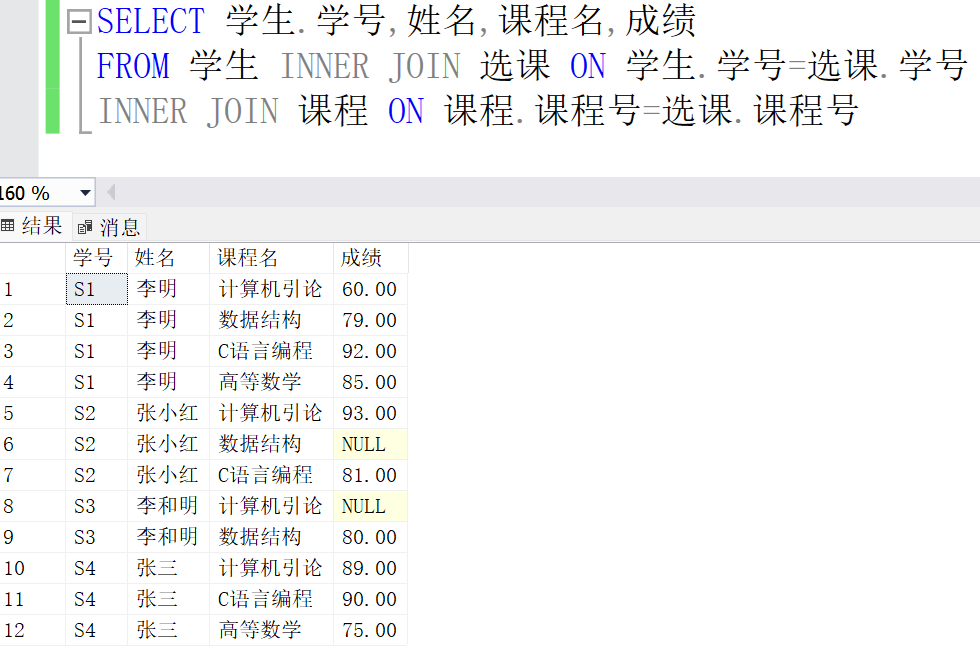 SELECT 学生.学号,姓名,课程名,成绩
FROM 学生 INNER JOIN 选课 ON 学生.学号=选课.学号
INNER JOIN 课程 ON 课程.课程号=选课.课程号
160 %
结果 消息
学号 姓名 课程名 成绩
1 S1 李明 计算机引论 60.00
2 S1 李明 数据结构 79.00
3 S1 李明 C语言编程 92.00
4 S1 李明 高等数学 85.00
5 S2 张小红 计算机引论 93.00
6 S2 张小红 数据结构 NULL
7 S2 张小红 C语言编程 81.00
8 S3 李和明 计算机引论 NULL
9 S3 李和明 数据结构 80.00
10 S4 张三 计算机引论 89.00
11 S4 张三 C语言编程 90.00
12 S4 张三 高等数学 75.00